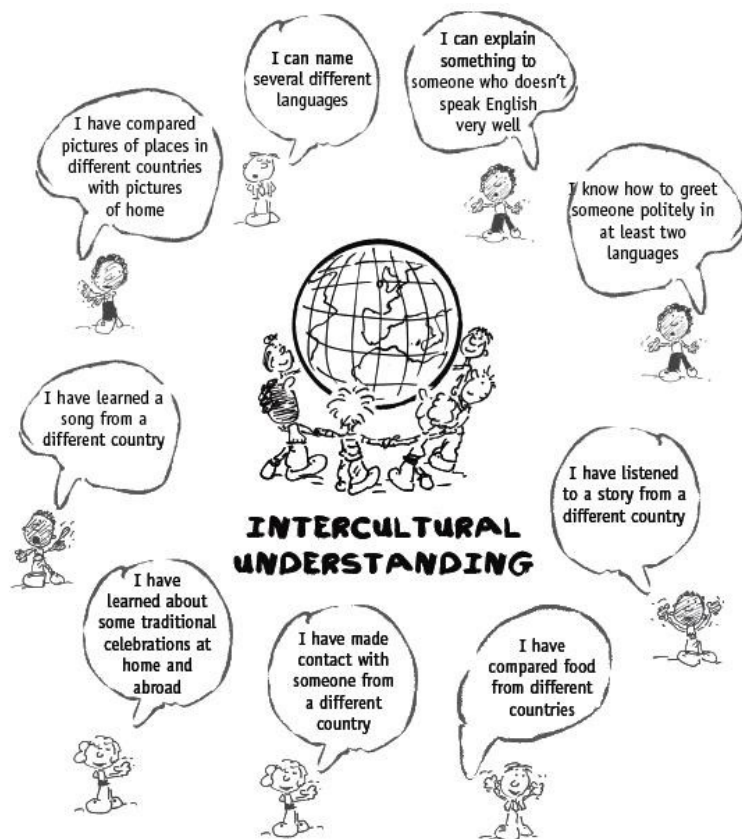 I can name
several different
languages
I can explain
something to
someone who doesn't
speak English
very well
I have compared
pictures of places in
different countries
with pictures
of home
I know how to greet
someone politely in
at least two
languages
I have learned a
song from a
different country
I have listened
to a story from a
different country
INTERCULTURAL
UNDERSTANDING
I have
learned about
some traditional
celebrations at
home and
abroad
I have made
contact with
someone from
a different
country
I have
compared food
from different
countries